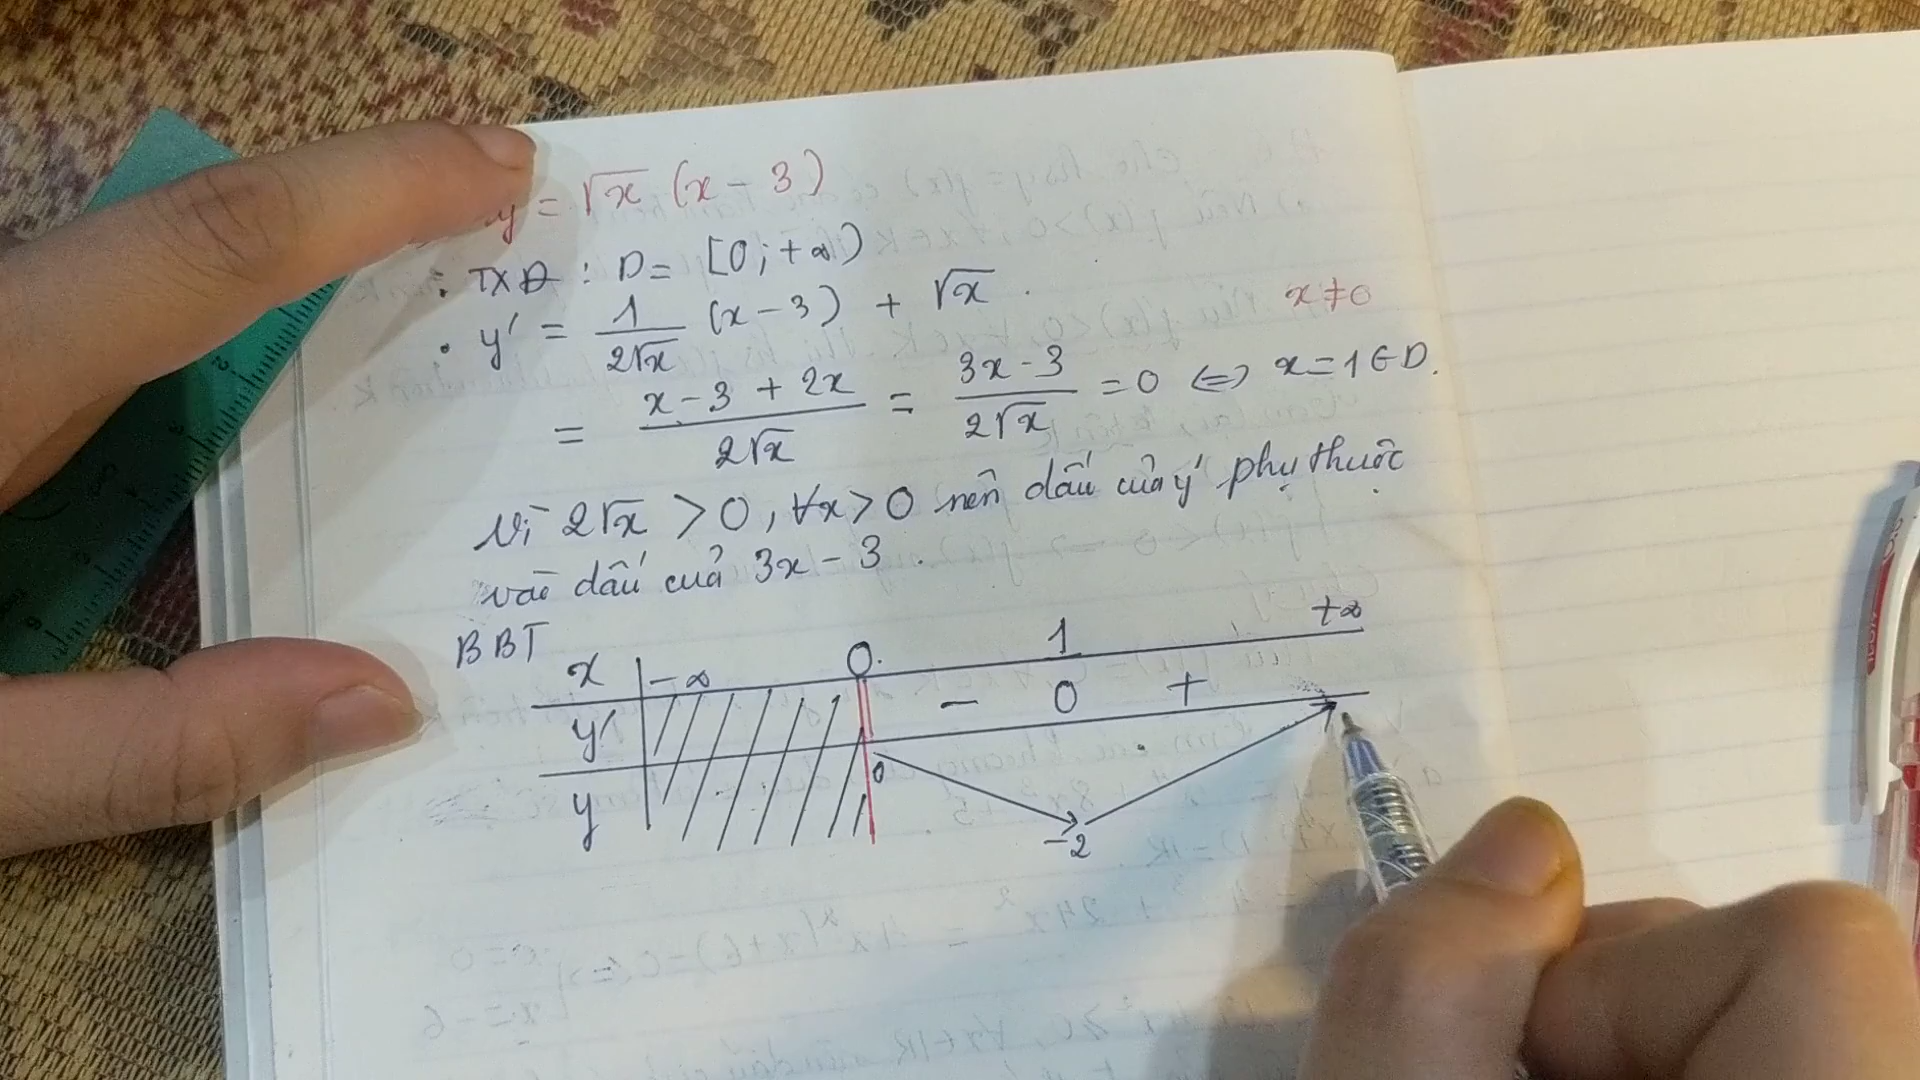 y = √x (x - 3)
• TXĐ : D = [0; +∞)
• y' = 1/(2√x) (x - 3) + √x .
x ≠ 0
= (x - 3 + 2x)/(2√x) = (3x - 3)/(2√x) = 0 ⇔ x = 1 ∈ D.
Vì 2√x > 0, ∀x > 0 nên dấu của y' phụ thuộc
vào dấu của 3x - 3 .
BBT
x -∞ 0 1 +∞
y' - 0 +
y 0 -2